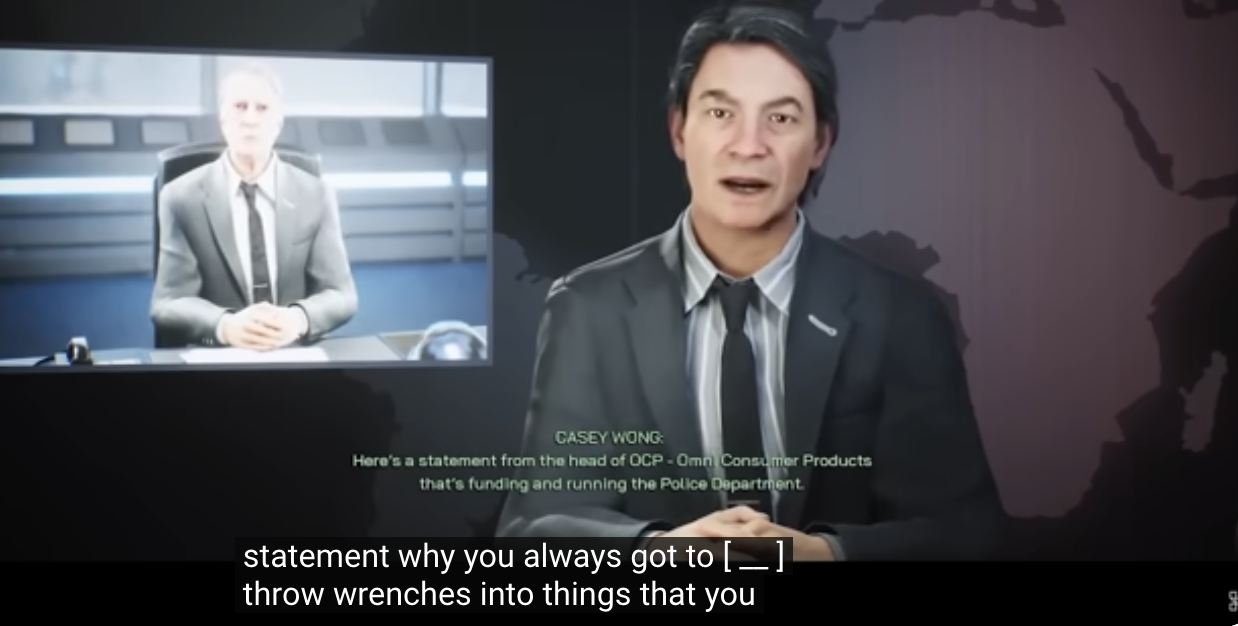 CASEY WONG:
Here's a statement from the head of OCP - Omni Consumer Products
that's funding and running the Police Department.
statement why you always got to [ __ ]
throw wrenches into things that you